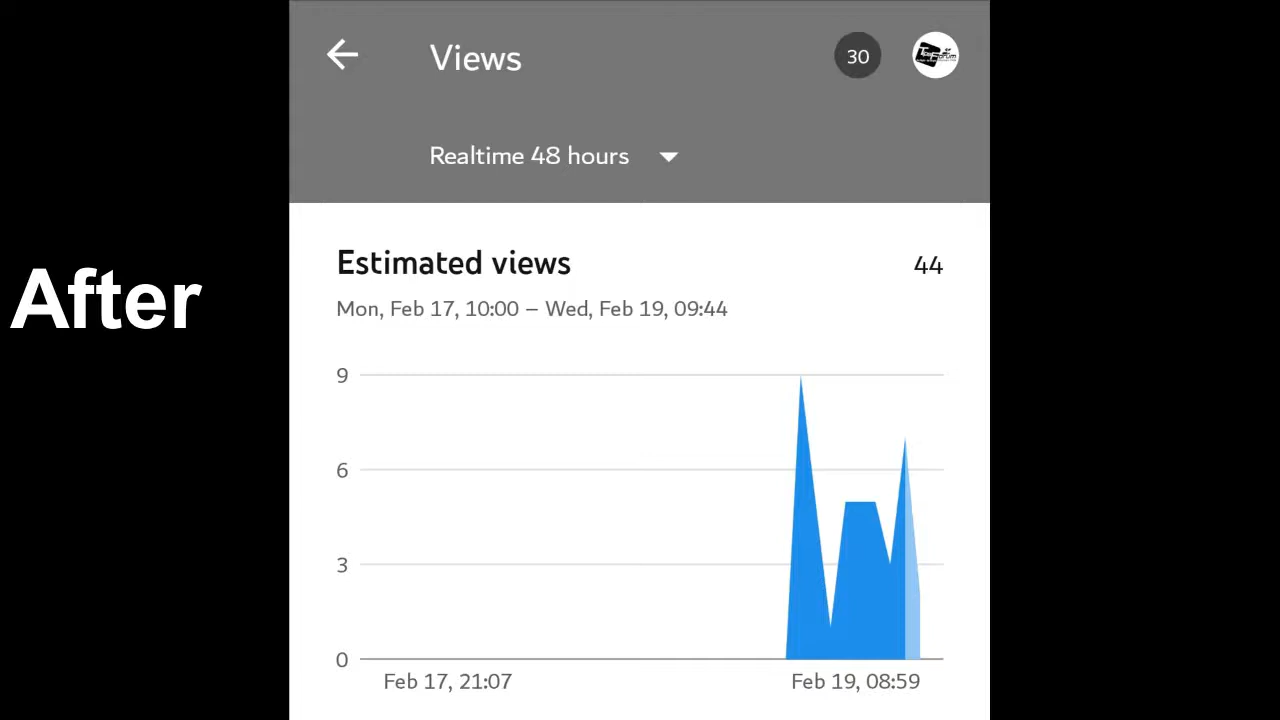 Views
30
Realtime 48 hours
Estimated views
44
Mon, Feb 17, 10:00 – Wed, Feb 19, 09:44
After
9
6
3
0
Feb 17, 21:07
Feb 19, 08:59